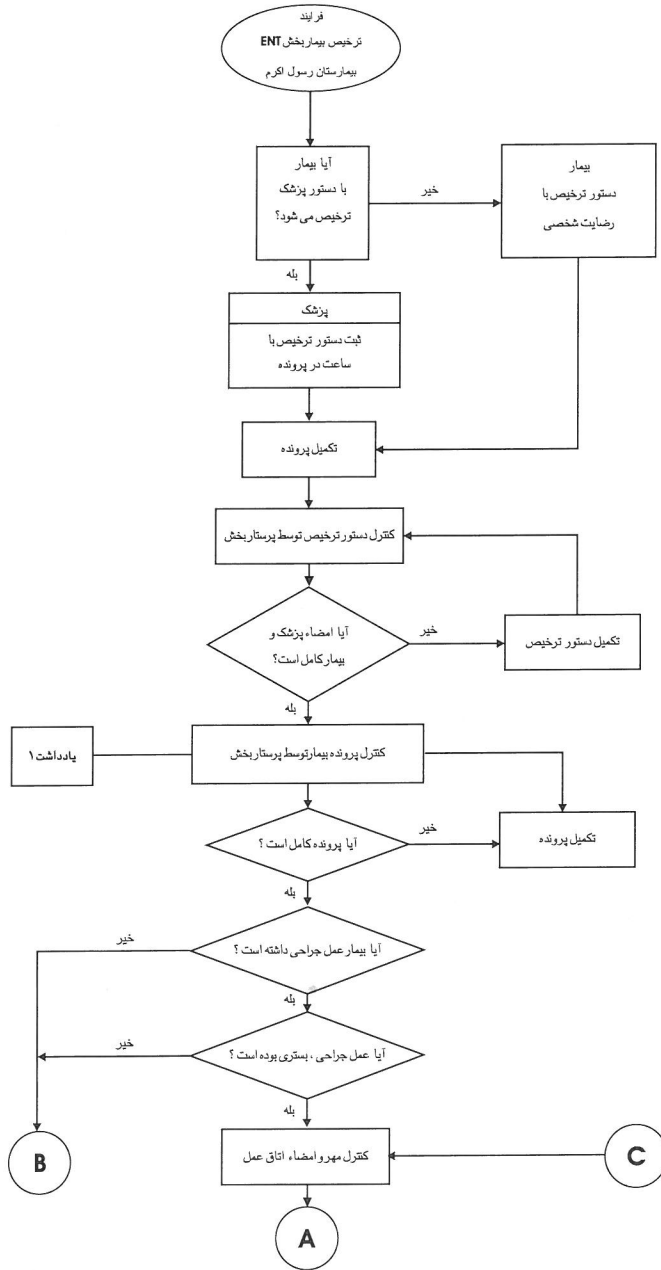 فرایند
ترخیص بیمار بخش ENT
بیمارستان رسول اکرم
آیا بیمار
با دستور پزشک
ترخیص می شود؟
خیر
بیمار
دستور ترخیص با
رضایت شخصی
بله
پزشک
ثبت دستور ترخیص با
ساعت در پرونده
تکمیل پرونده
کنترل دستور ترخیص توسط پرستار بخش
آیا امضاء پزشک و
بیمار کامل است؟
خیر
تکمیل دستور ترخیص
بله
کنترل پرونده بیمار توسط پرستار بخش
یادداشت ۱
آیا پرونده کامل است ؟
خیر
تکمیل پرونده
بله
آیا بیمار عمل جراحی داشته است ؟
خیر
بله
آیا عمل جراحی ، بستری بوده است ؟
خیر
بله
کنترل مهر و امضاء اتاق عمل
C
B
A